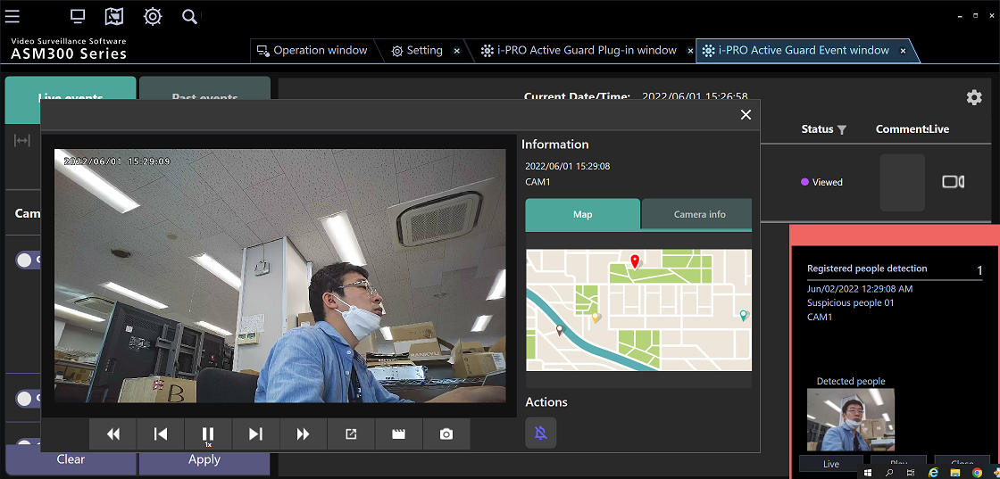 Video Surveillance Software
ASM300 Series
Operation window
Setting
i-PRO Active Guard Plug-in window
i-PRO Active Guard Event window
Live events
Past events
Current Date/Time: 2022/06/01 15:26:58
Status
Comment:Live
Viewed
Cam
2022/06/01 15:29:09
B
Information
2022/06/01 15:29:08
CAM1
Map
Camera info
Actions
1x
Clear
Apply
Registered people detection 1
Jun/02/2022 12:29:08 AM
Suspicious people 01
CAM1
Detected people
Live
Play
Close